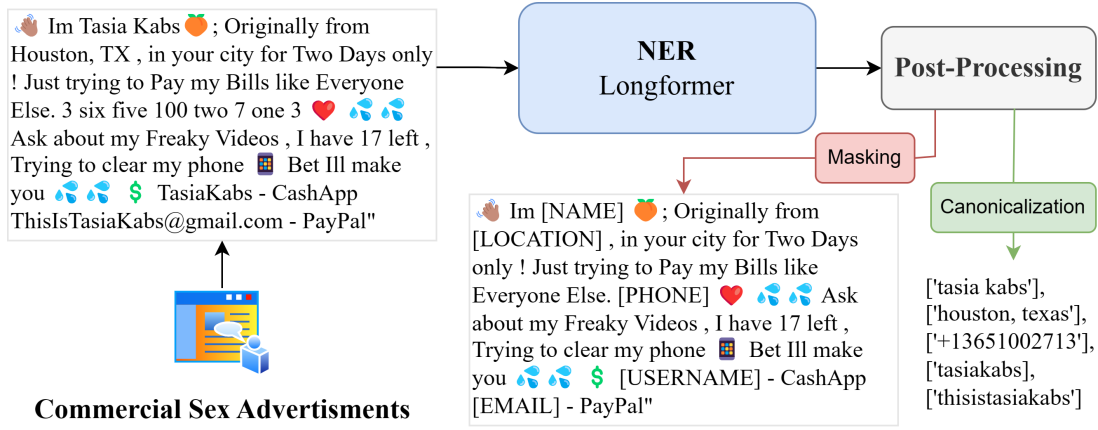 👋🏽 Im Tasia Kabs🍑 ; Originally from
Houston, TX , in your city for Two Days only
! Just trying to Pay my Bills like Everyone
Else. 3 six five 100 two 7 one 3 ❤️ 💦 💦
Ask about my Freaky Videos , I have 17 left ,
Trying to clear my phone 📱 Bet Ill make
you 💦 💦 💲 TasiaKabs - CashApp
ThisIsTasiaKabs@gmail.com - PayPal"
Commercial Sex Advertisments
NER
Longformer
Post-Processing
Masking
👋🏽 Im [NAME] 🍑 ; Originally from
[LOCATION] , in your city for Two Days
only ! Just trying to Pay my Bills like
Everyone Else. [PHONE] ❤️ 💦 💦 Ask
about my Freaky Videos , I have 17 left ,
Trying to clear my phone 📱 Bet Ill make
you 💦 💦 💲 [USERNAME] - CashApp
[EMAIL] - PayPal"
Canonicalization
['tasia kabs'],
['houston, texas'],
['+13651002713'],
['tasiakabs],
['thisistasiakabs']